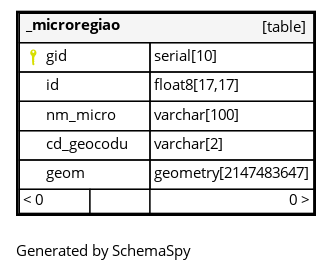 _microregiao [table]
gid serial[10]
id float8[17,17]
nm_micro varchar[100]
cd_geocodu varchar[2]
geom geometry[2147483647]
< 0 0 >
Generated by SchemaSpy